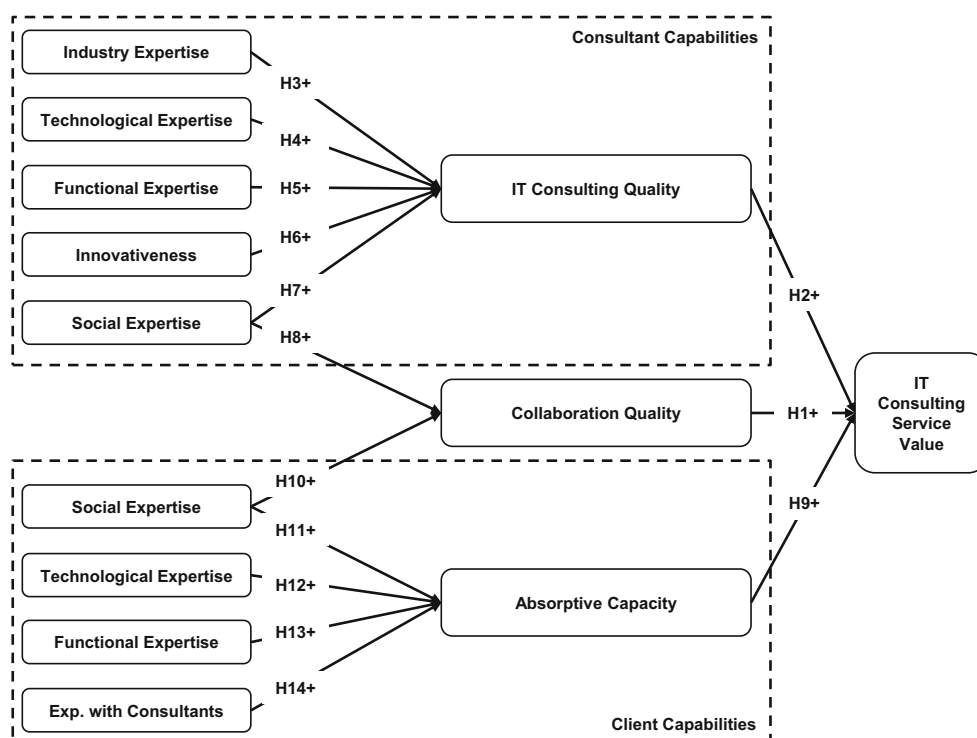 Consultant Capabilities
Industry Expertise
H3+
Technological Expertise
H4+
Functional Expertise
H5+
IT Consulting Quality
Innovativeness
H6+
H7+
H2+
Social Expertise
H8+
IT
Consulting
Service
Value
Collaboration Quality
H1+
H10+
Social Expertise
H9+
H11+
Technological Expertise
H12+
Absorptive Capacity
Functional Expertise
H13+
H14+
Exp. with Consultants
Client Capabilities